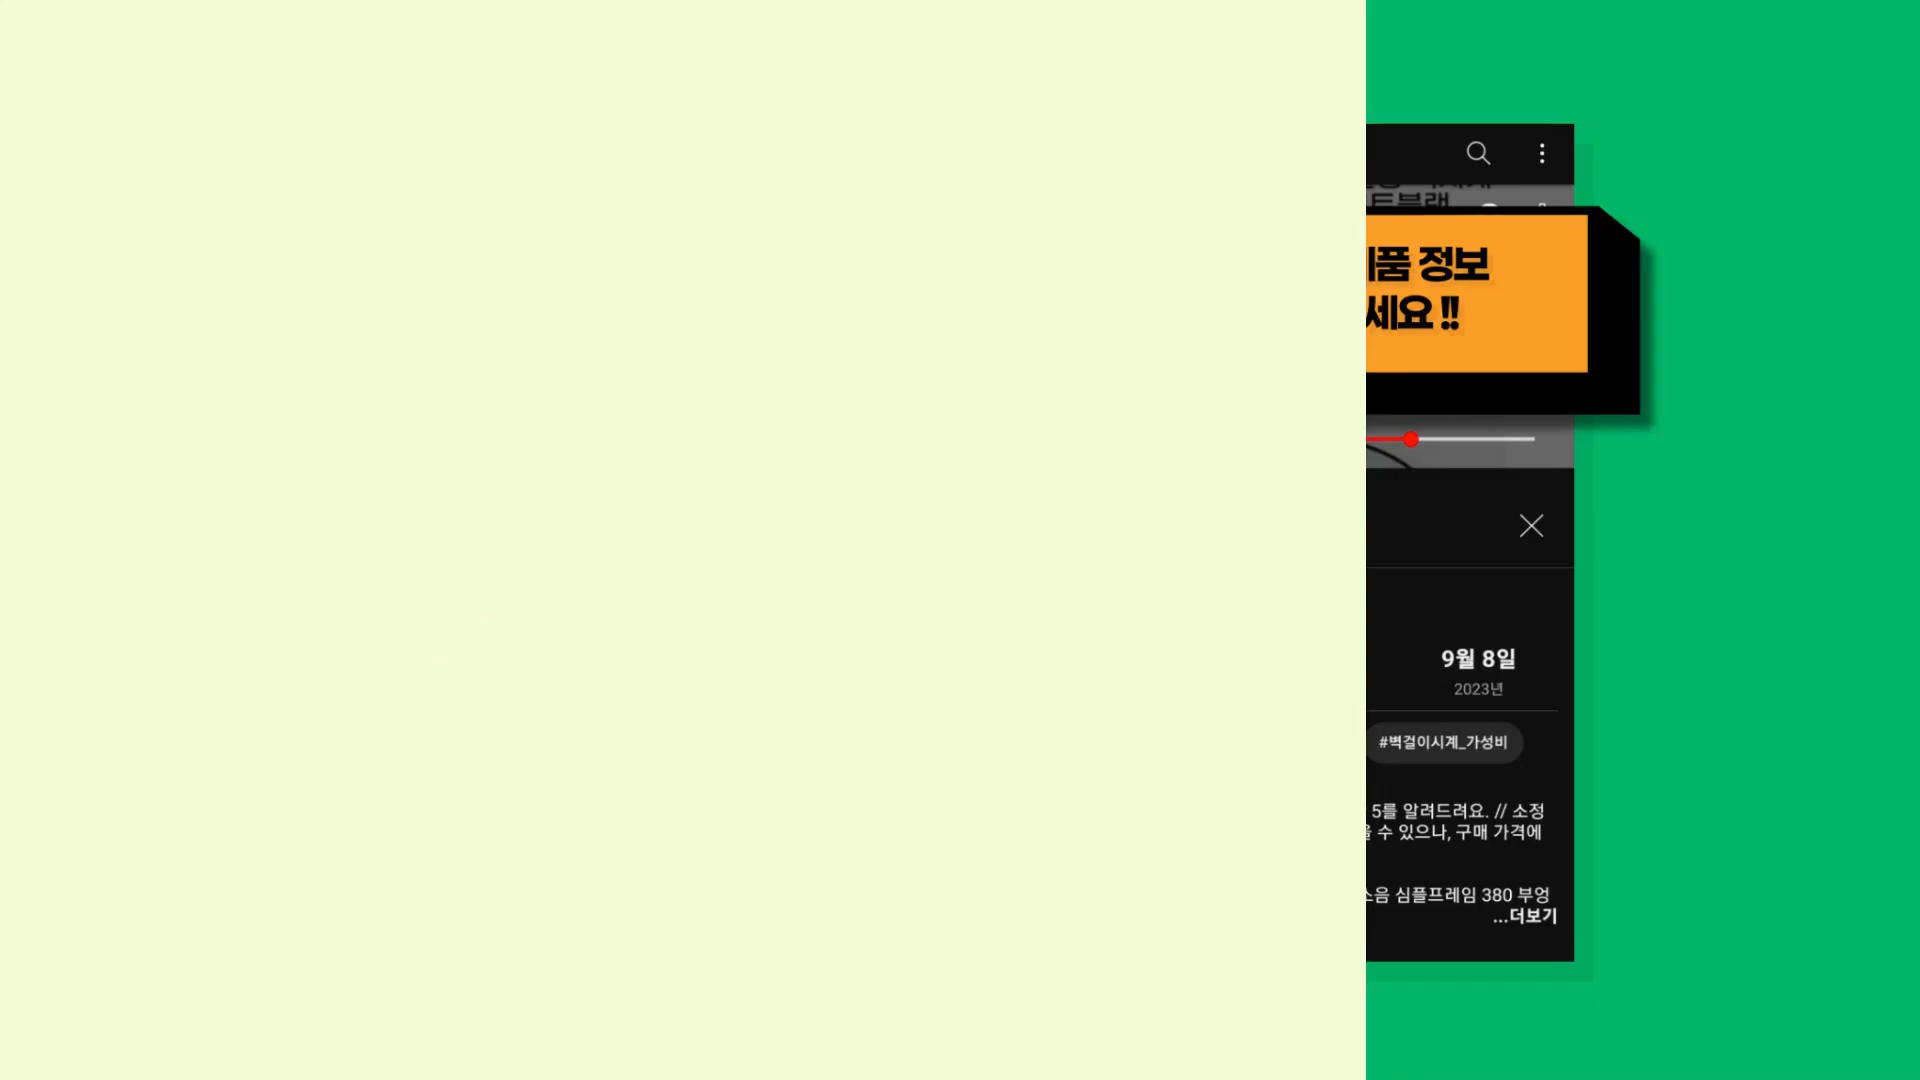 품 정보
세요 !!
9월 8일
2023년
#벽걸이시계_가성비
5를 알려드려요. // 소정
수 있으나, 구매 가격에
심플프레임 380 부엉
...더보기